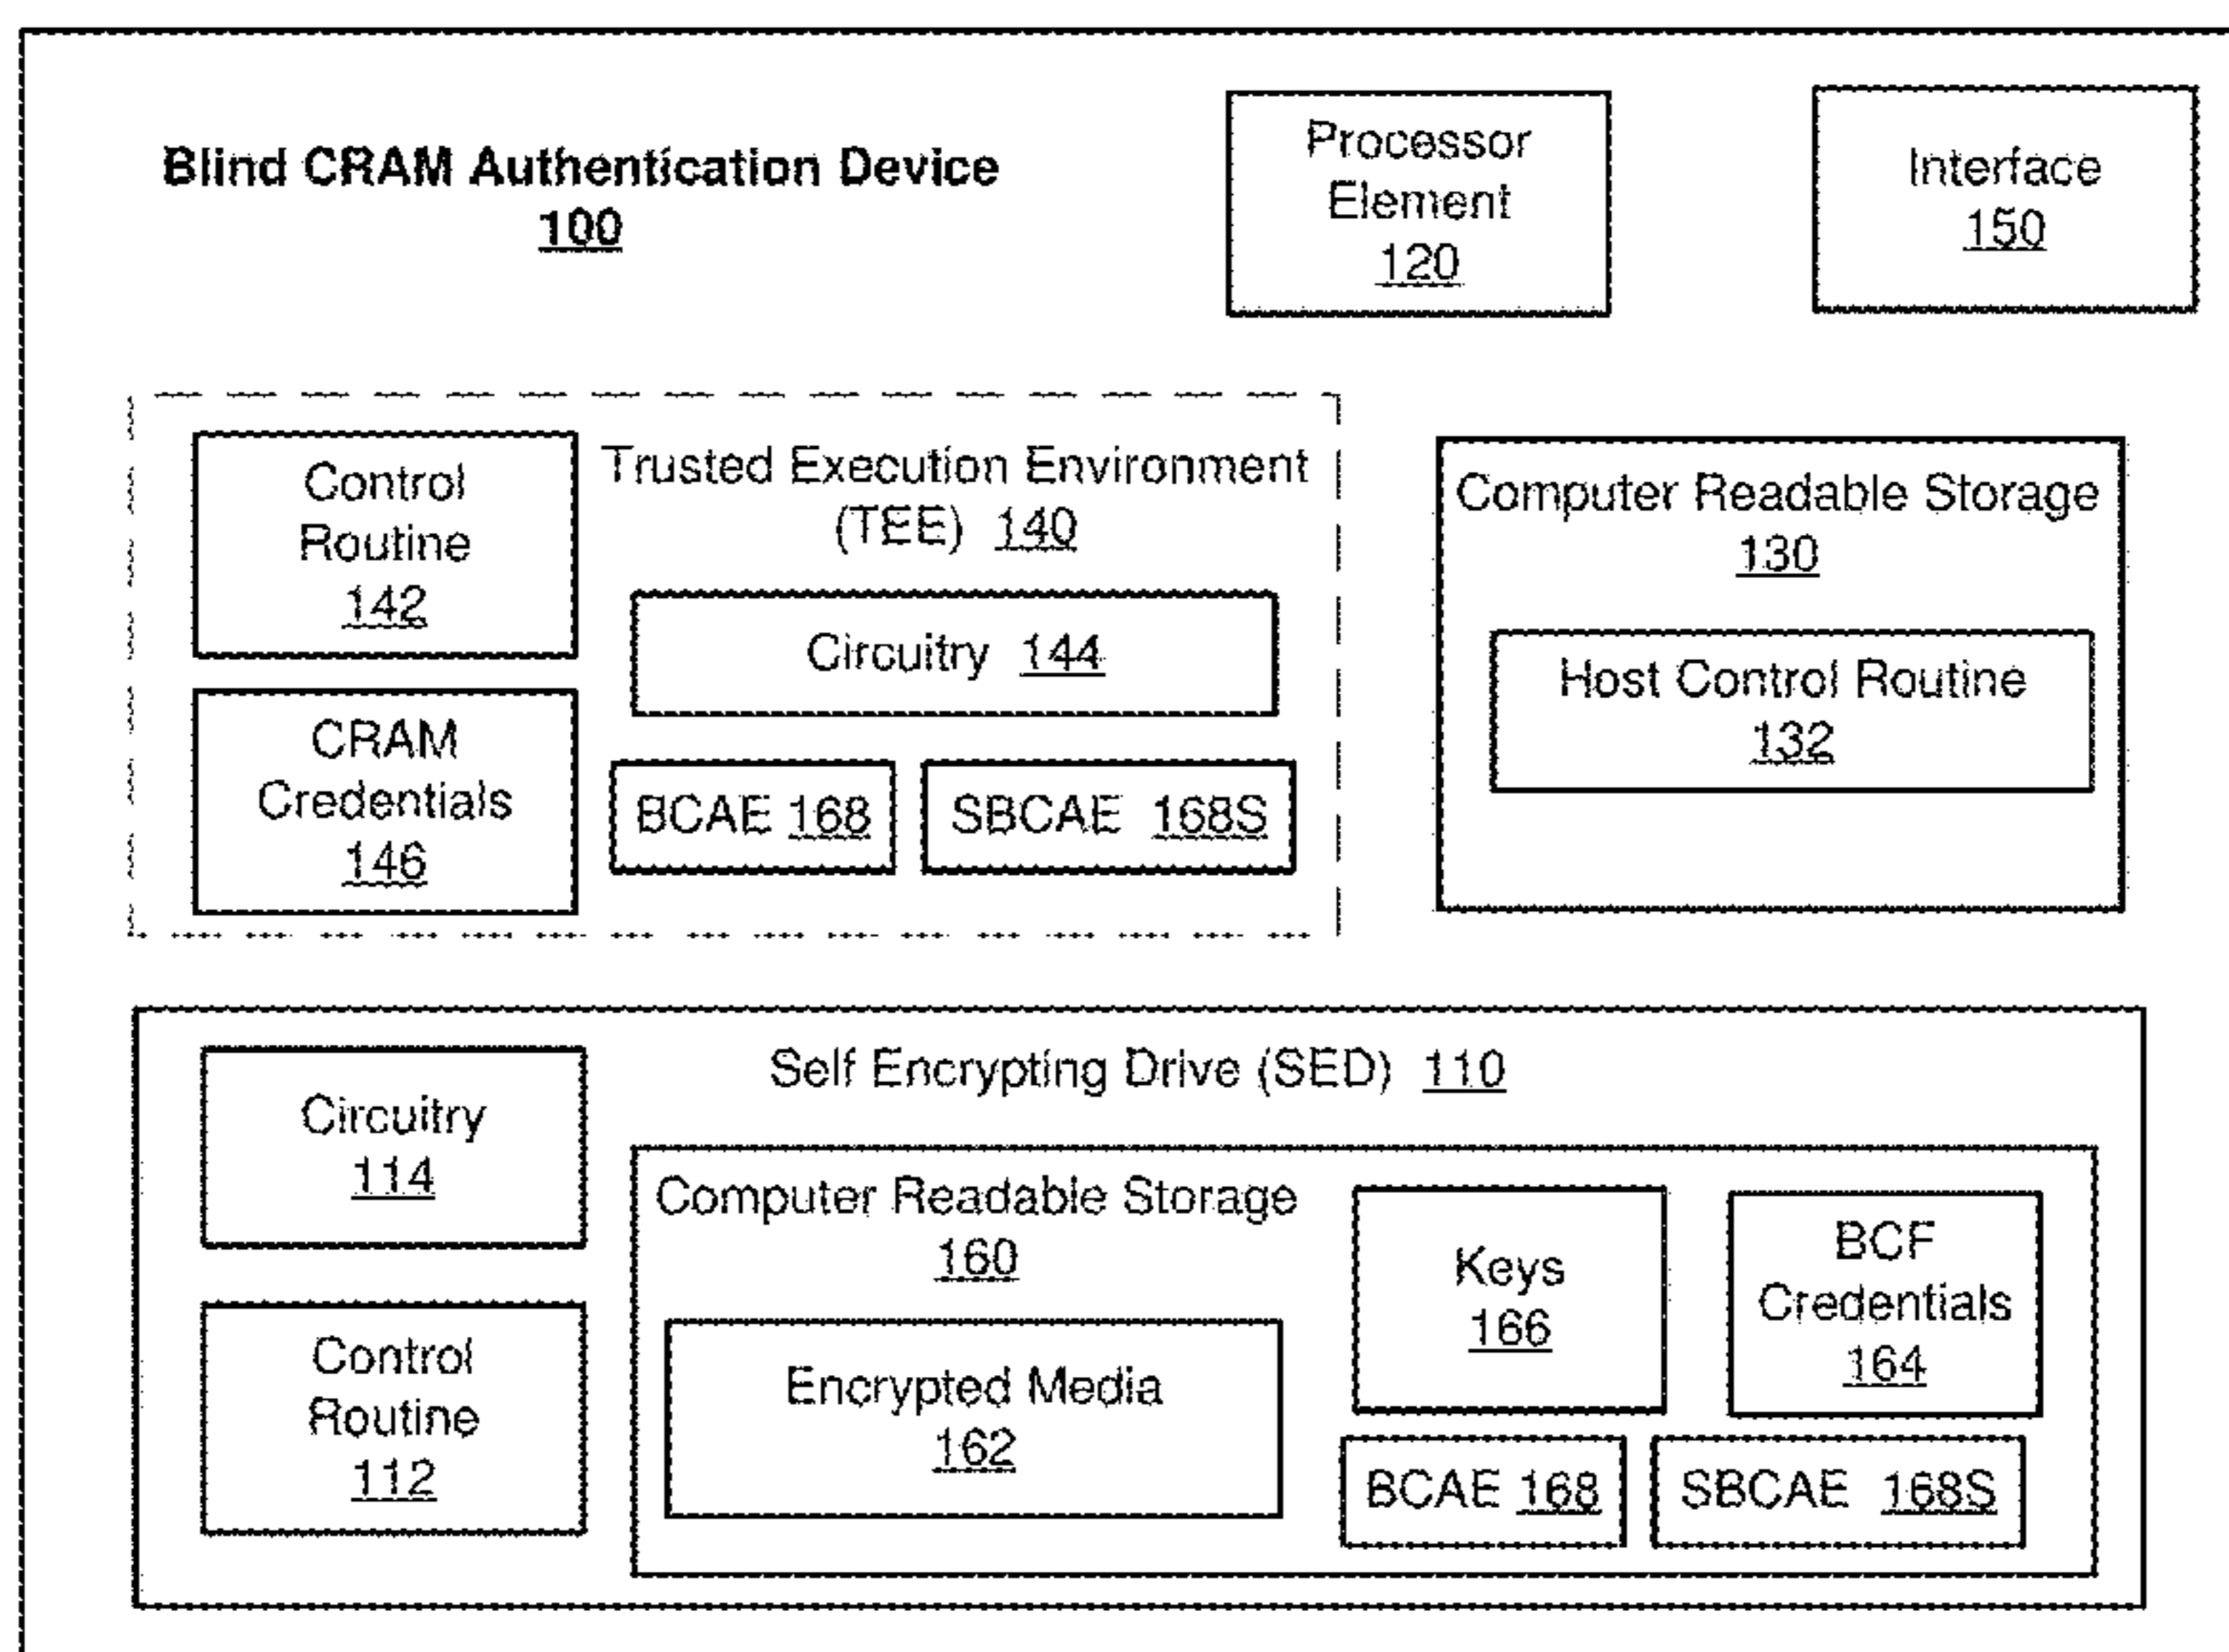 Blind CRAM Authentication Device
100
Processor
Element
120
Interface
150
Control
Routine
142
Trusted Execution Environment
(TEE) 140
Circuitry 144
CRAM
Credentials
146
BCAE 168
SBCAE 168S
Computer Readable Storage
130
Host Control Routine
132
Self Encrypting Drive (SED) 110
Circuitry
114
Control
Routine
112
Computer Readable Storage
160
Encrypted Media
162
Keys
166
BCF
Credentials
164
BCAE 168
SBCAE 168S